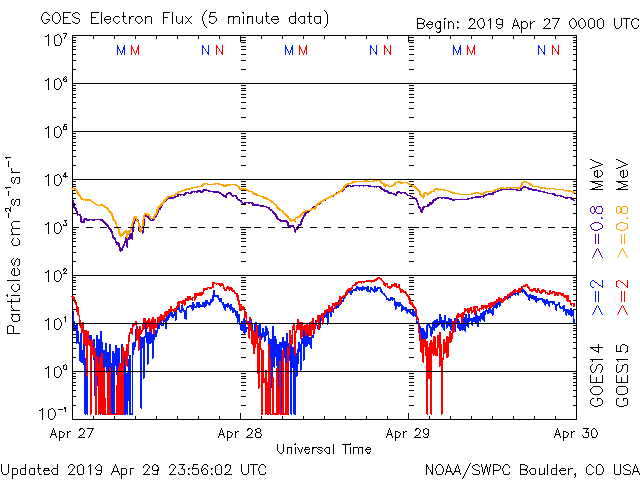 GOES Electron Flux (5 minute data)
Begin: 2019 Apr 27 0000 UTC
M M N N M M N N M M N N
10⁷
10⁶
10⁵
10⁴
10³
10²
10¹
10⁰
10⁻¹
Particles cm⁻²s⁻¹sr⁻¹
Apr 27 Apr 28 Apr 29 Apr 30
Universal Time
GOES14 >=2 >=0.8 MeV
GOES15 >=2 >=0.8 MeV
Updated 2019 Apr 29 23:56:02 UTC
NOAA/SWPC Boulder, CO USA